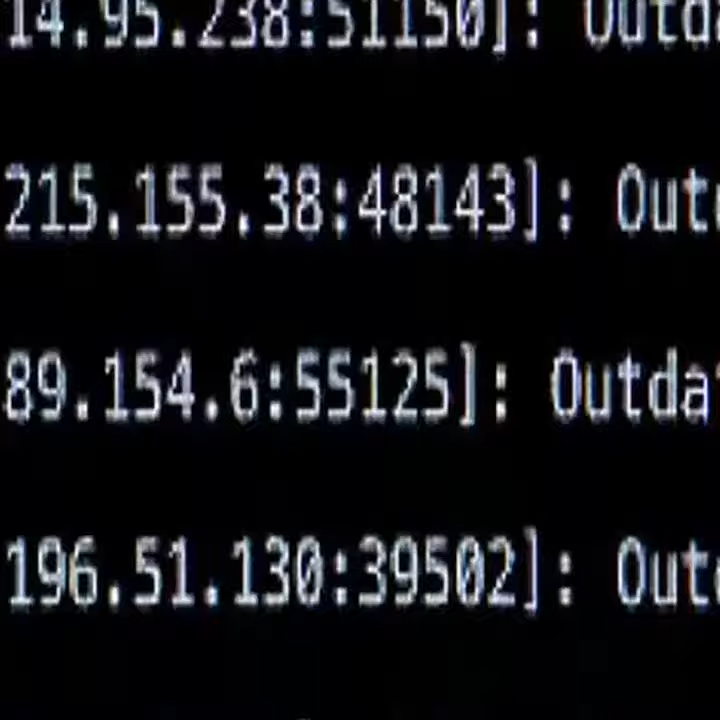 14.95.238:51150]: Outd
215.155.38:48143]: Out
89.154.6:55125]: Outda
196.51.130:39502]: Out